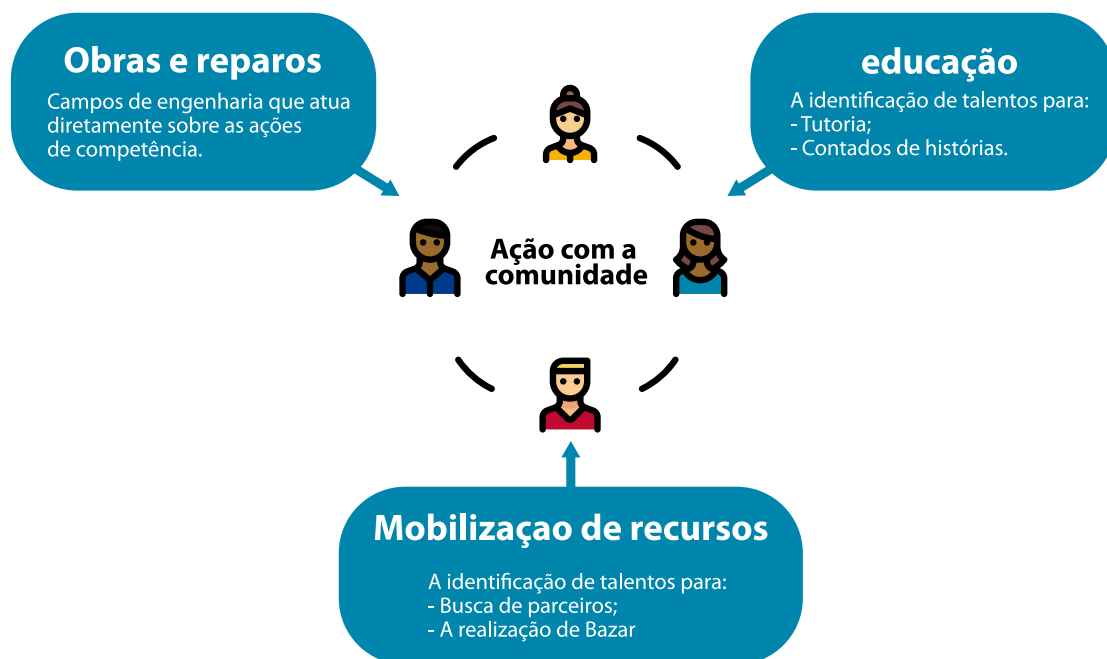 Obras e reparos
Campos de engenharia que atua
diretamente sobre as ações
de competência.
educação
A identificação de talentos para:
- Tutoria;
- Contados de histórias.
Ação com a
comunidade
Mobilizaçao de recursos
A identificação de talentos para:
- Busca de parceiros;
- A realização de Bazar